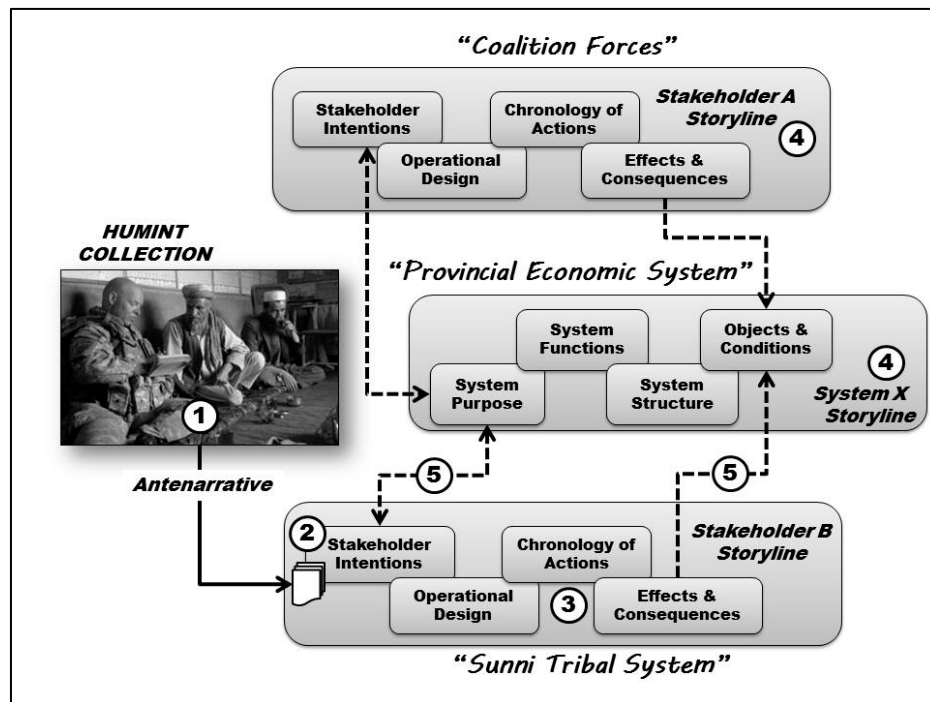 “Coalition Forces”
Stakeholder
Intentions
Chronology of
Actions
Stakeholder A
Storyline
4
Operational
Design
Effects &
Consequences
HUMINT
COLLECTION
1
Antenarrative
“Provincial Economic System”
System
Functions
Objects &
Conditions
4
System
Purpose
System
Structure
System X
Storyline
5
5
2
Stakeholder
Intentions
Chronology of
Actions
Stakeholder B
Storyline
Operational
Design
3
Effects &
Consequences
“Sunni Tribal System”